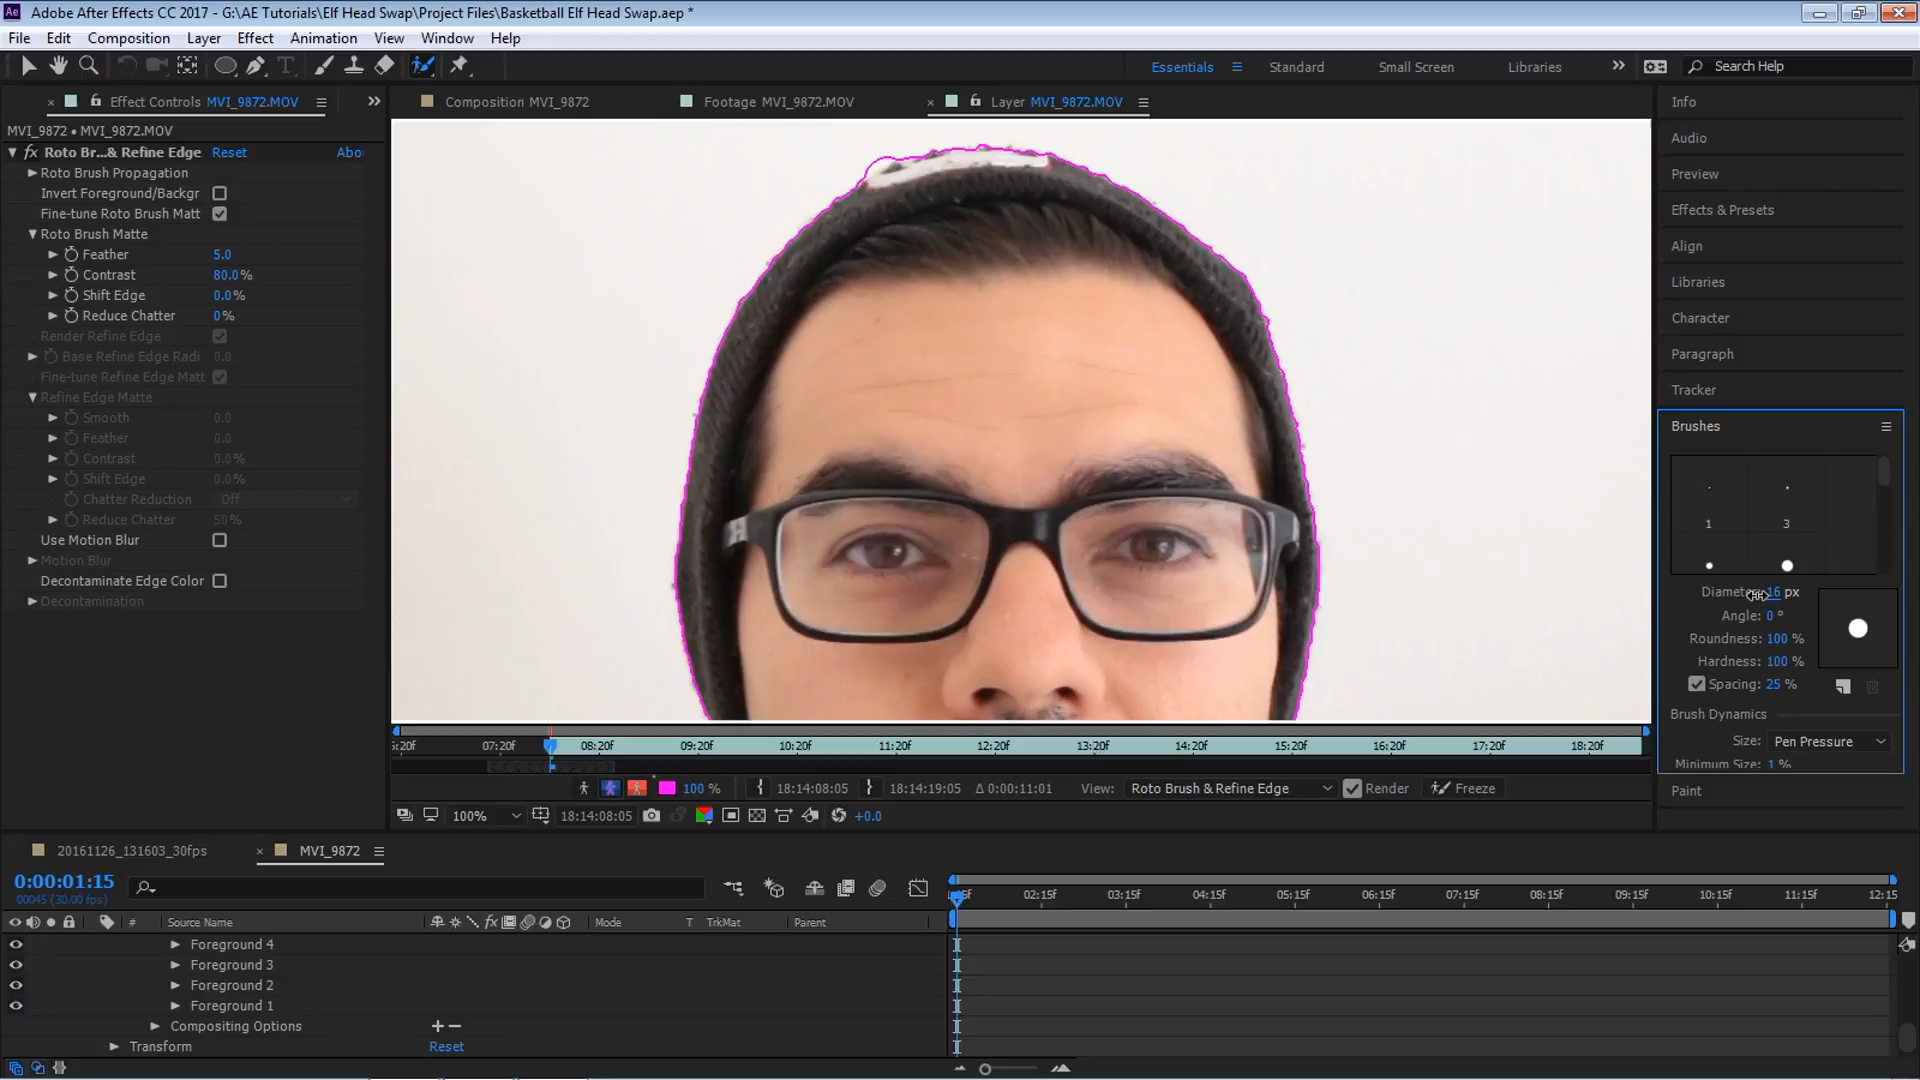 Ae Adobe After Effects CC 2017 - G:\AE Tutorials\Elf Head Swap\Project Files\Basketball Elf Head Swap.aep *
File Edit Composition Layer Effect Animation View Window Help
Essentials Standard Small Screen Libraries Search Help
Effect Controls MVI_9872.MOV
Composition MVI_9872
Footage MVI_9872.MOV
Layer MVI_9872.MOV
MVI_9872 • MVI_9872.MOV
fx Roto Br...& Refine Edge Reset Abo
Roto Brush Propagation
Invert Foreground/Backgr
Fine-tune Roto Brush Matt
Roto Brush Matte
Feather 5.0
Contrast 80.0%
Shift Edge 0.0%
Reduce Chatter 0%
Render Refine Edge
Base Refine Edge Radi 0.0
Fine-tune Refine Edge Matt
Refine Edge Matte
Smooth 0.0
Feather 0.0
Contrast 0.0%
Shift Edge 0.0%
Chatter Reduction Off
Reduce Chatter 50%
Use Motion Blur
Motion Blur
Decontaminate Edge Color
Decontamination
Info
Audio
Preview
Effects & Presets
Align
Libraries
Character
Paragraph
Tracker
Brushes
1 3
16 px
Angle: 0 °
Roundness: 100 %
Hardness: 100 %
Spacing: 25 %
Brush Dynamics
Size: Pen Pressure
Minimum Size: 1 %
Paint
:20f 07:20f 08:20f 09:20f 10:20f 11:20f 12:20f 13:20f 14:20f 15:20f 16:20f 17:20f 18:20f
100 % 18:14:08:05 18:14:19:05 Δ 0:00:11:01 View: Roto Brush & Refine Edge Render Freeze
100% 18:14:08:05 +0.0
20161126_131603_30fps
MVI_9872
0:00:01:15
00045 (30.00 fps)
02:15f 03:15f 04:15f 05:15f 06:15f 07:15f 08:15f 09:15f 10:15f 11:15f 12:15
# Source Name fx Mode T TrkMat Parent
Foreground 4
Foreground 3
Foreground 2
Foreground 1
Compositing Options
Transform Reset